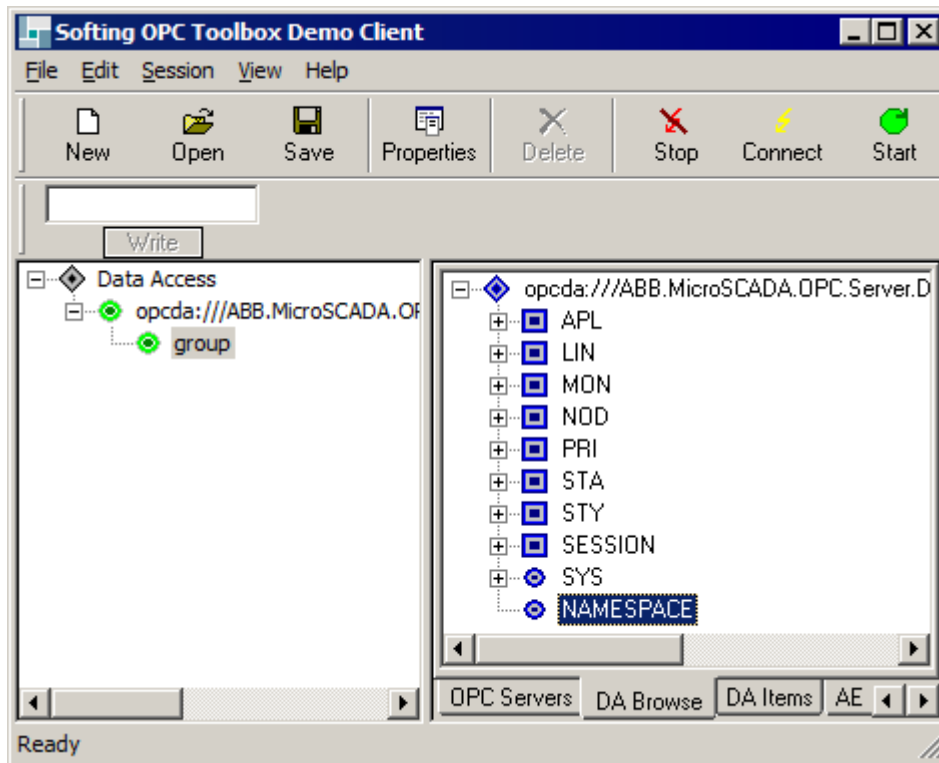 Softing OPC Toolbox Demo Client
File Edit Session View Help
New Open Save Properties Delete Stop Connect Start
Write
Data Access
opcda:///ABB.MicroSCADA.OF
group
opcda:///ABB.MicroSCADA.OPC.Server.D
APL
LIN
MON
NOD
PRI
STA
STY
SESSION
SYS
NAMESPACE
OPC Servers DA Browse DA Items AE
Ready